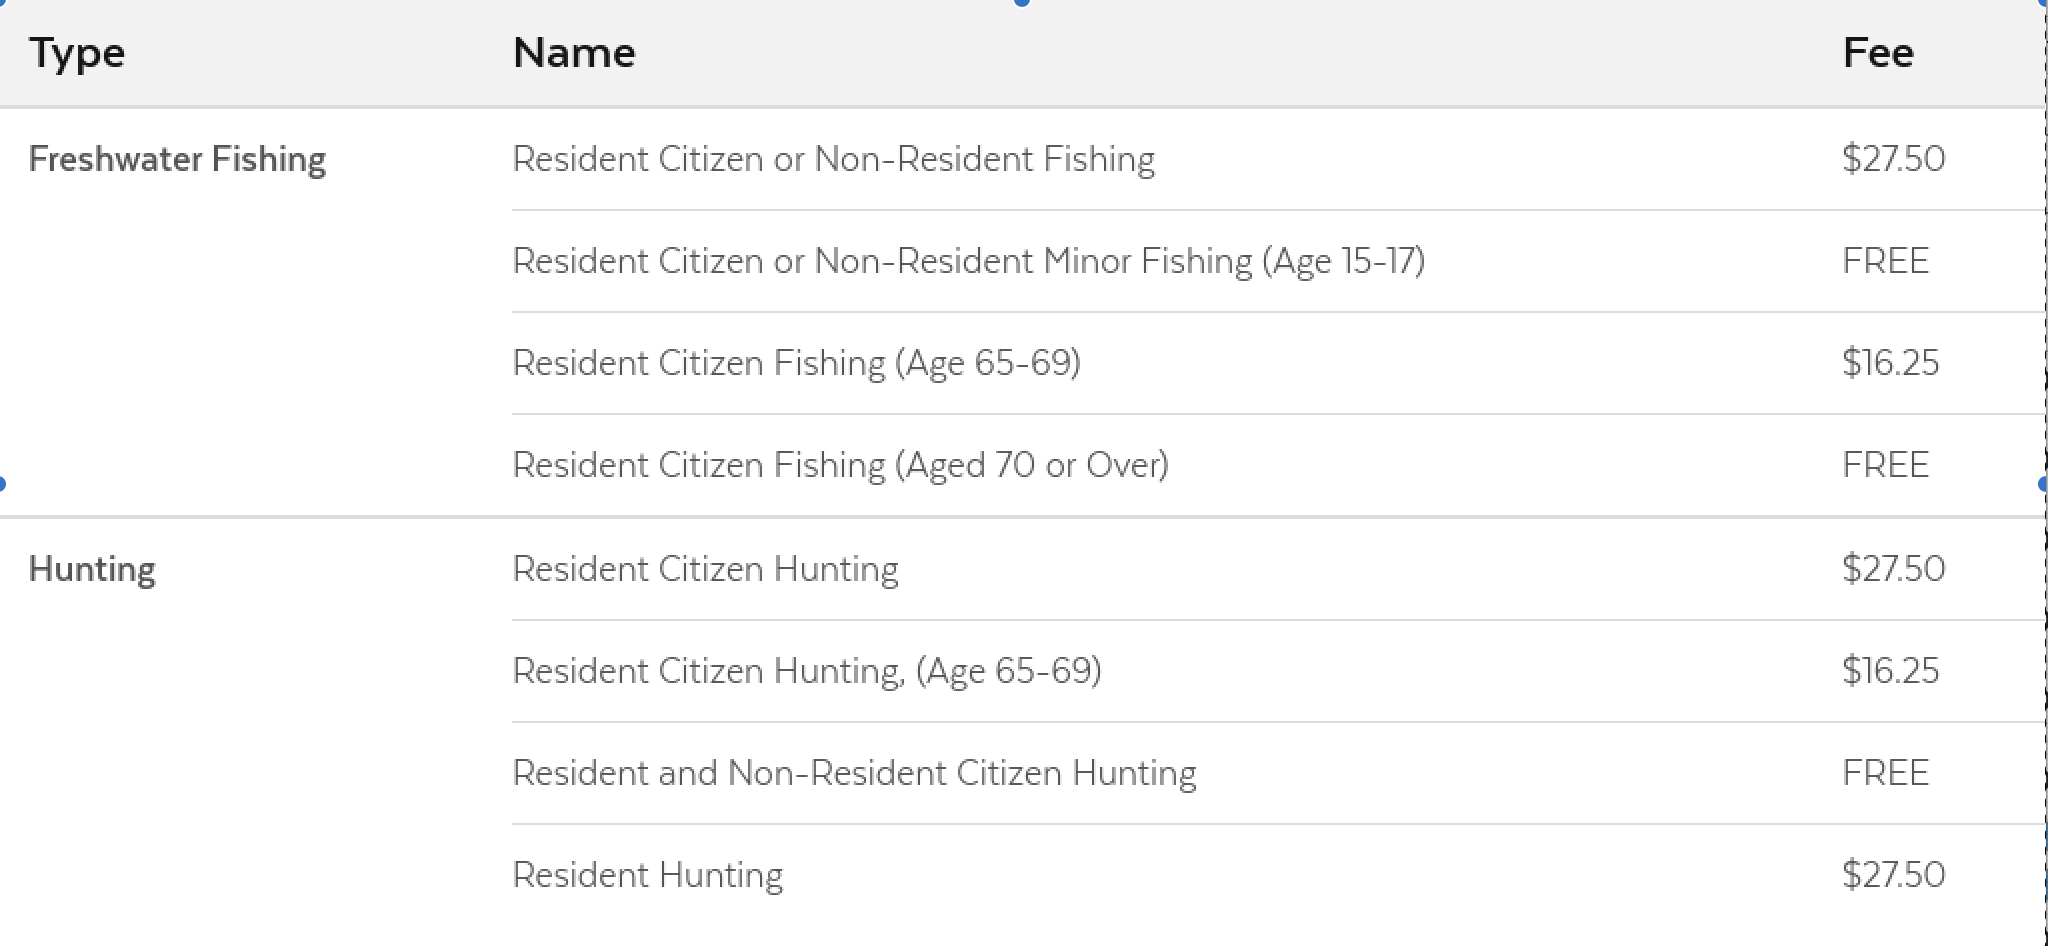 Type Name Fee
Freshwater Fishing Resident Citizen or Non-Resident Fishing $27.50
Resident Citizen or Non-Resident Minor Fishing (Age 15-17) FREE
Resident Citizen Fishing (Age 65-69) $16.25
Resident Citizen Fishing (Aged 70 or Over) FREE
Hunting Resident Citizen Hunting $27.50
Resident Citizen Hunting, (Age 65-69) $16.25
Resident and Non-Resident Citizen Hunting FREE
Resident Hunting $27.50